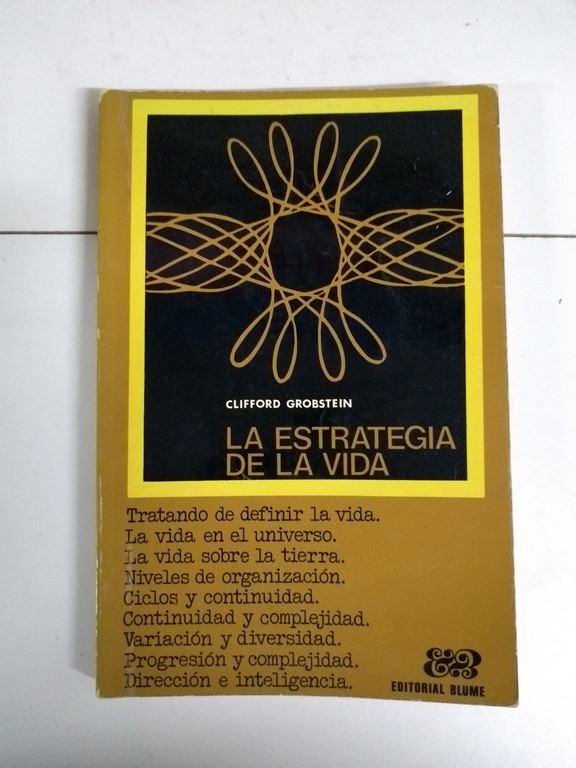 CLIFFORD GROBSTEIN
LA ESTRATEGIA
DE LA VIDA
Tratando de definir la vida.
La vida en el universo.
La vida sobre la tierra.
Niveles de organización.
Ciclos y continuidad.
Continuidad y complejidad.
Variación y diversidad.
Progresión y complejidad.
Dirección e inteligencia.
EDITORIAL BLUME